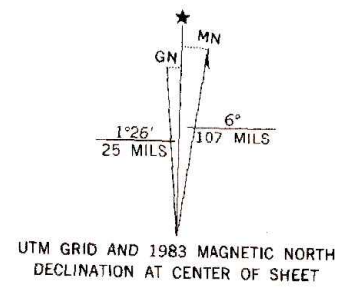 ★
MN
GN
1°26′
25 MILS
6°
107 MILS
UTM GRID AND 1983 MAGNETIC NORTH
DECLINATION AT CENTER OF SHEET